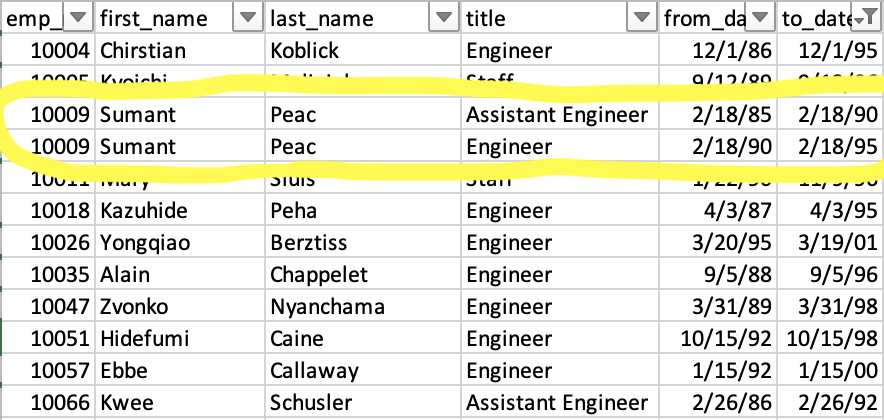 emp_ first_name last_name title from_da to_date
10004 Chirstian Koblick Engineer 12/1/86 12/1/95
10005 Kyoichi Staff 9/12/89
10009 Sumant Peac Assistant Engineer 2/18/85 2/18/90
10009 Sumant Peac Engineer 2/18/90 2/18/95
10011 Mary Sluis Staff
10018 Kazuhide Peha Engineer 4/3/87 4/3/95
10026 Yongqiao Berztiss Engineer 3/20/95 3/19/01
10035 Alain Chappelet Engineer 9/5/88 9/5/96
10047 Zvonko Nyanchama Engineer 3/31/89 3/31/98
10051 Hidefumi Caine Engineer 10/15/92 10/15/98
10057 Ebbe Callaway Engineer 1/15/92 1/15/00
10066 Kwee Schusler Assistant Engineer 2/26/86 2/26/92